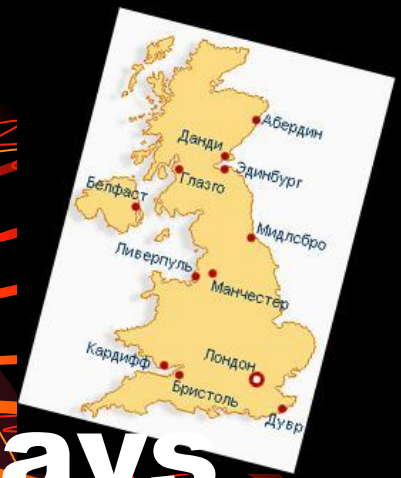 Абердин
Данди
Эдинбург
Глазго
Белфаст
Мидлсбро
Ливерпуль
Манчестер
Кардифф
Лондон
Бристоль
Дувр
ays